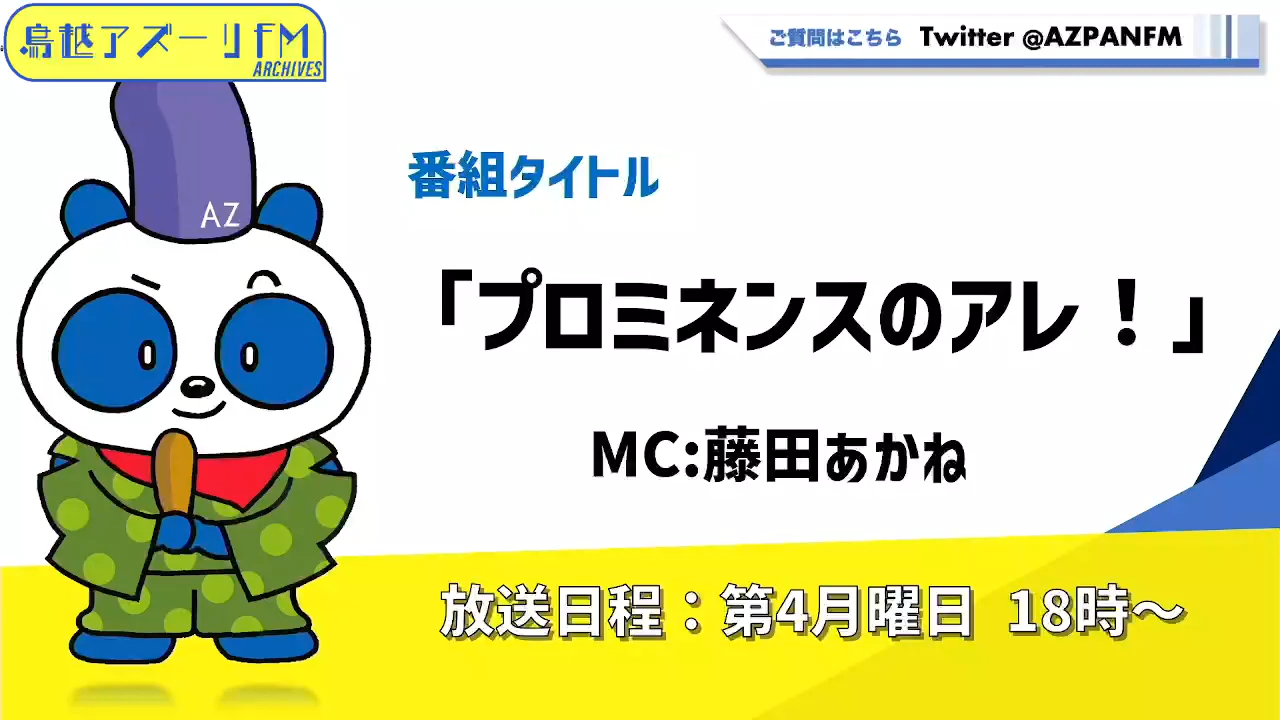 鳥越アズーリFM
ARCHIVES
ご質問はこちら Twitter @AZPANFM
AZ
番組タイトル
「プロミネンスのアレ！」
MC:藤田あかね
放送日程：第4月曜日 18時～